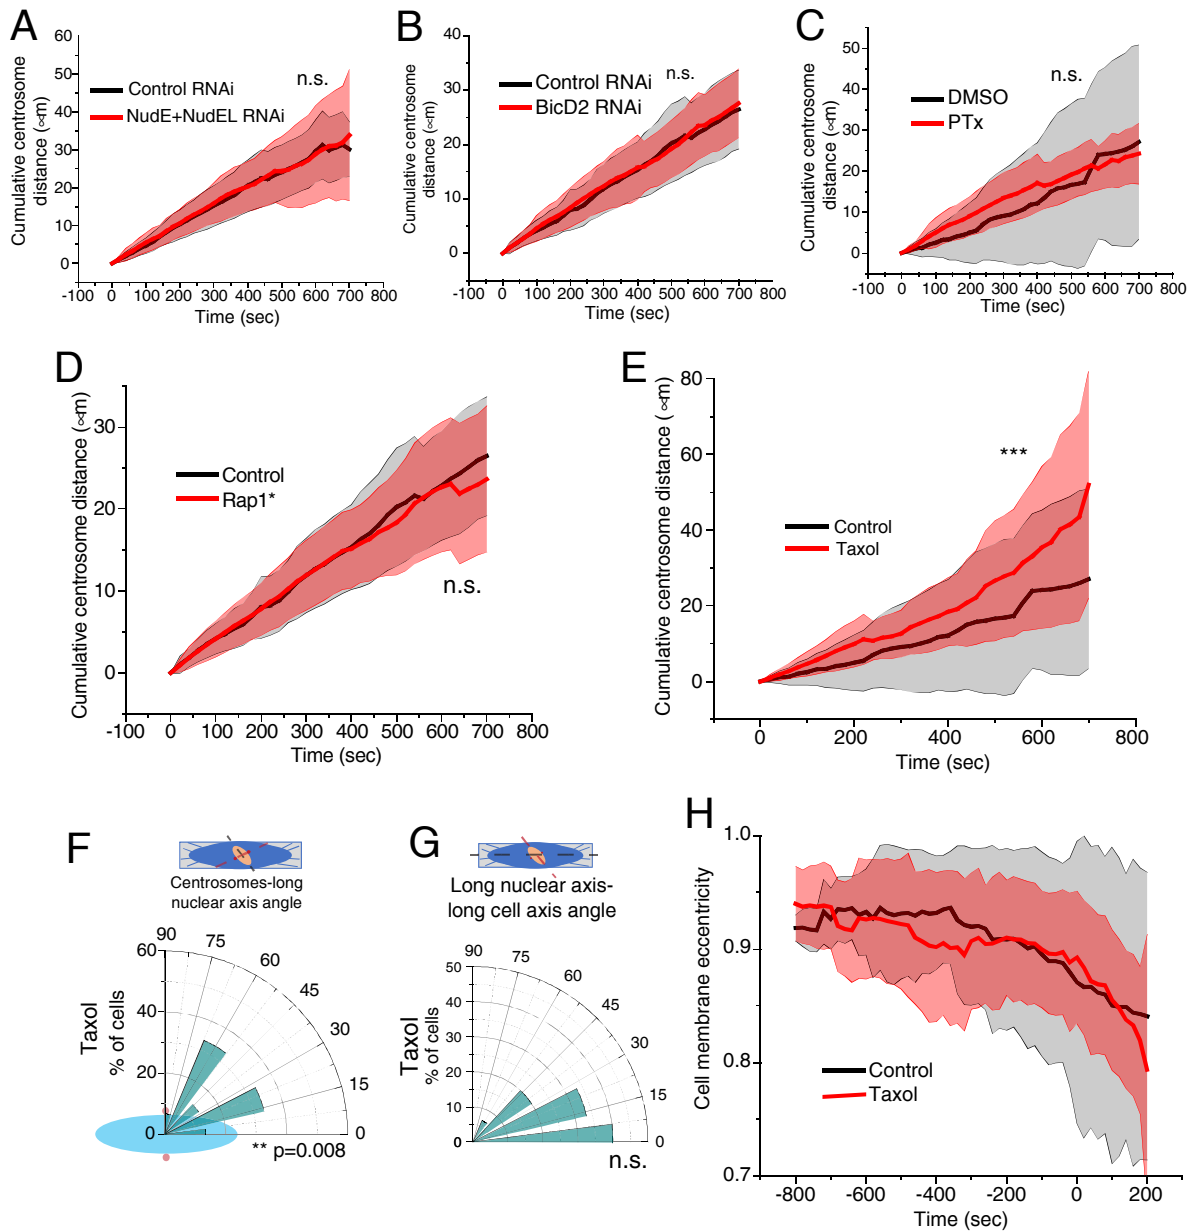 A
Cumulative centrosome
distance (∝m)
60
50
40
30
20
10
0
Control RNAi
NudE+NudEL RNAi
n.s.
-100 0 100 200 300 400 500 600 700 800
Time (sec)
B
Cumulative centrosome
distance (∝m)
40
30
20
10
0
Control RNAi
BicD2 RNAi
n.s.
-100 0 100 200 300 400 500 600 700 800
Time (sec)
C
Cumulative centrosome
distance (∝m)
50
40
30
20
10
0
n.s.
DMSO
PTx
-100 0 100 200 300 400 500 600 700 800
Time (sec)
D
Cumulative centrosome distance (∝m)
30
20
10
0
Control
Rap1*
n.s.
-100 0 100 200 300 400 500 600 700 800
Time (sec)
E
Cumulative centrosome distance (∝m)
80
60
40
20
0
***
Control
Taxol
0 200 400 600 800
Time (sec)
F
Centrosomes-long
nuclear axis angle
Taxol
% of cells
60
40
20
0
90
75
60
45
30
15
0
** p=0.008
G
Long nuclear axis-
long cell axis angle
Taxol
% of cells
50
40
30
20
10
0
90
75
60
45
30
15
0
n.s.
H
Cell membrane eccentricity
1.0
0.9
0.8
0.7
Control
Taxol
-800 -600 -400 -200 0 200
Time (sec)